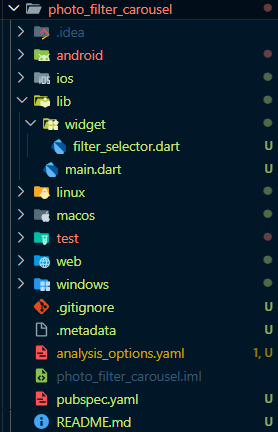 photo_filter_carousel
.idea
android
ios
lib
widget
filter_selector.dart U
main.dart U
linux
macos
test
web
windows
.gitignore U
.metadata U
analysis_options.yaml 1, U
photo_filter_carousel.iml
pubspec.yaml U
README.md U